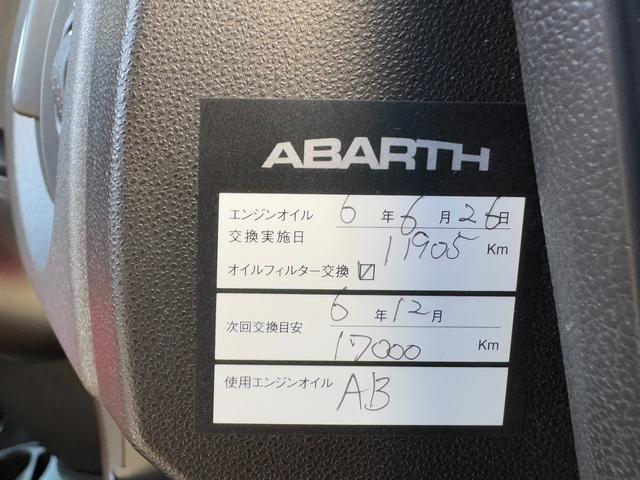 ABARTH
エンジンオイル 6 年 6 月 26 日
交換実施日 11905 Km
オイルフィルター交換 ☑
6 年 12 月
次回交換目安
17000 Km
使用エンジンオイル AB